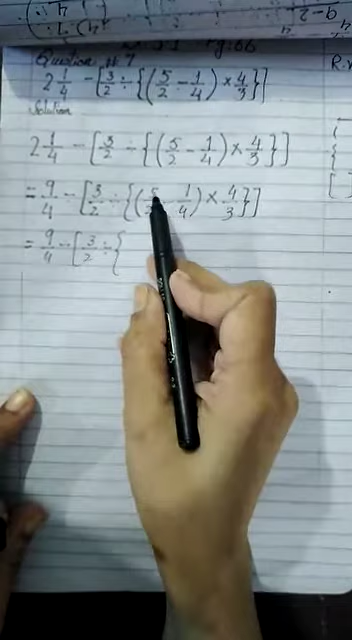 Question # 7
2 1/4 - [3/2 ÷ {(5/2 - 1/4) × 4/3}]
Solution
2 1/4 - [3/2 ÷ {(5/2 - 1/4) × 4/3}]
= 9/4 - [3/2 ÷ {(5/2 - 1/4) × 4/3}]
= 9/4 - [3/2 ÷ {